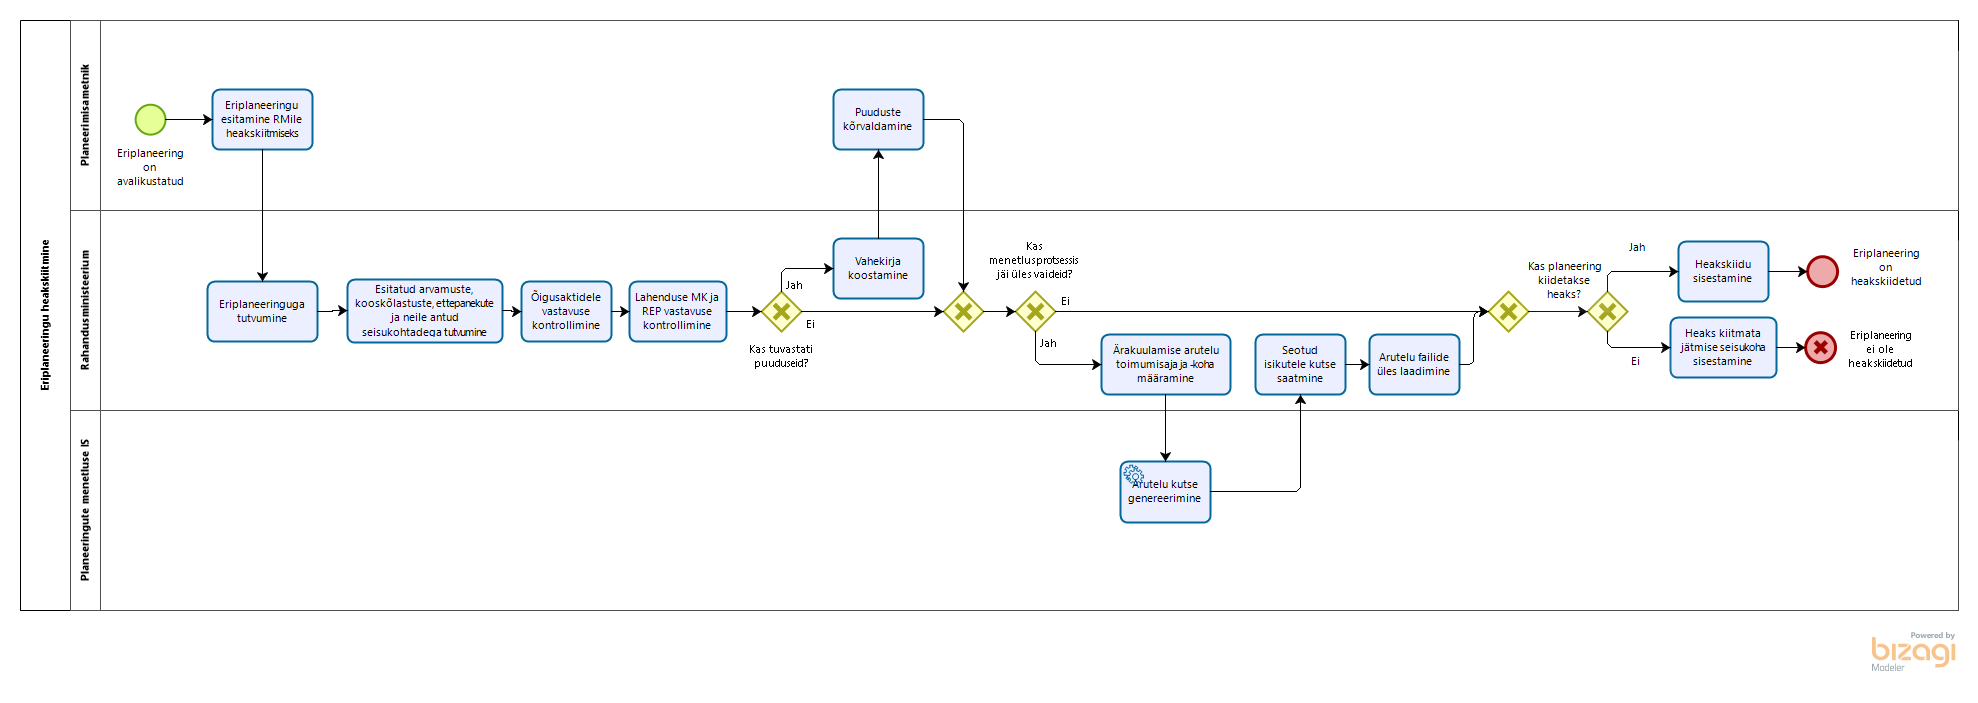 Eriplaneeringu heakskiitmine
Planeerimisametnik
Eriplaneering
on
avalikustatud
Eriplaneeringu
esitamine RMile
heakskiitmiseks
Puuduste
kõrvaldamine
Rahandusministeerium
Eriplaneeringuga
tutvumine
Esitatud arvamuste,
kooskõlastuste, ettepanekute
ja neile antud
seisukohtadega tutvumine
Õigusaktidele
vastavuse
kontrollimine
Lahenduse MK ja
REP vastavuse
kontrollimine
Kas tuvastati
puuduseid?
Jah
Ei
Vahekirja
koostamine
Kas
menetlusprotsessis
jäi üles vaideid?
Ei
Jah
Ärakuulamise arutelu
toimumisaja ja -koha
määramine
Seotud
isikutele kutse
saatmine
Arutelu failide
üles laadimine
Kas planeering
kiidetakse
heaks?
Jah
Ei
Heakskiidu
sisestamine
Eriplaneering
on
heakskiidetud
Heaks kiitmata
jätmise seisukoha
sisestamine
Eriplaneering
ei ole
heakskiidetud
Planeeringute menetluse IS
Arutelu kutse
genereerimine
Powered by
bizagi
Modeler